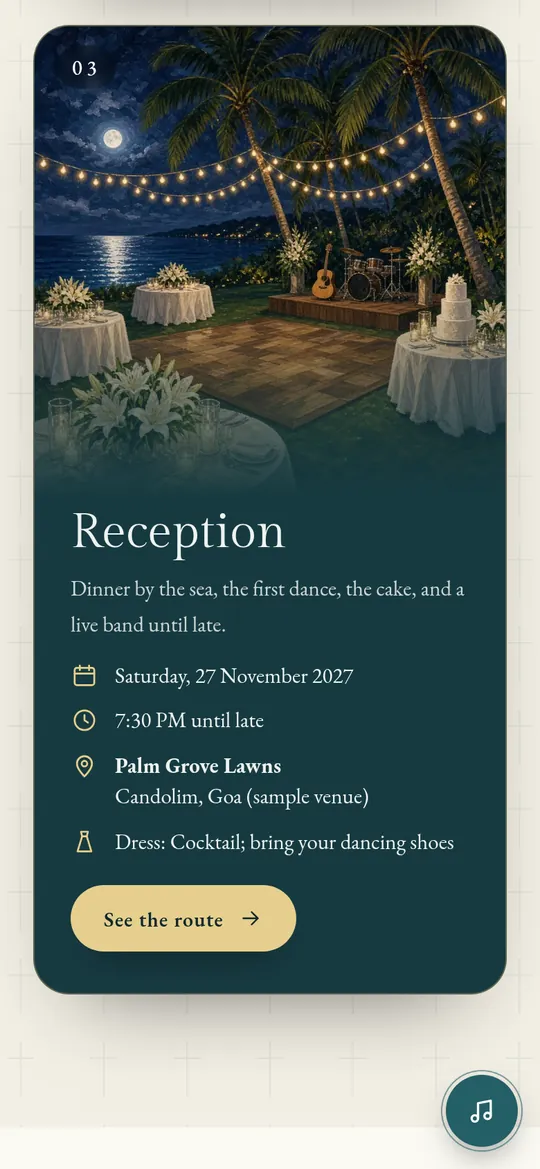 03
Reception
Dinner by the sea, the first dance, the cake, and a
live band until late.
Saturday, 27 November 2027
7:30 PM until late
Palm Grove Lawns
Candolim, Goa (sample venue)
Dress: Cocktail; bring your dancing shoes
See the route